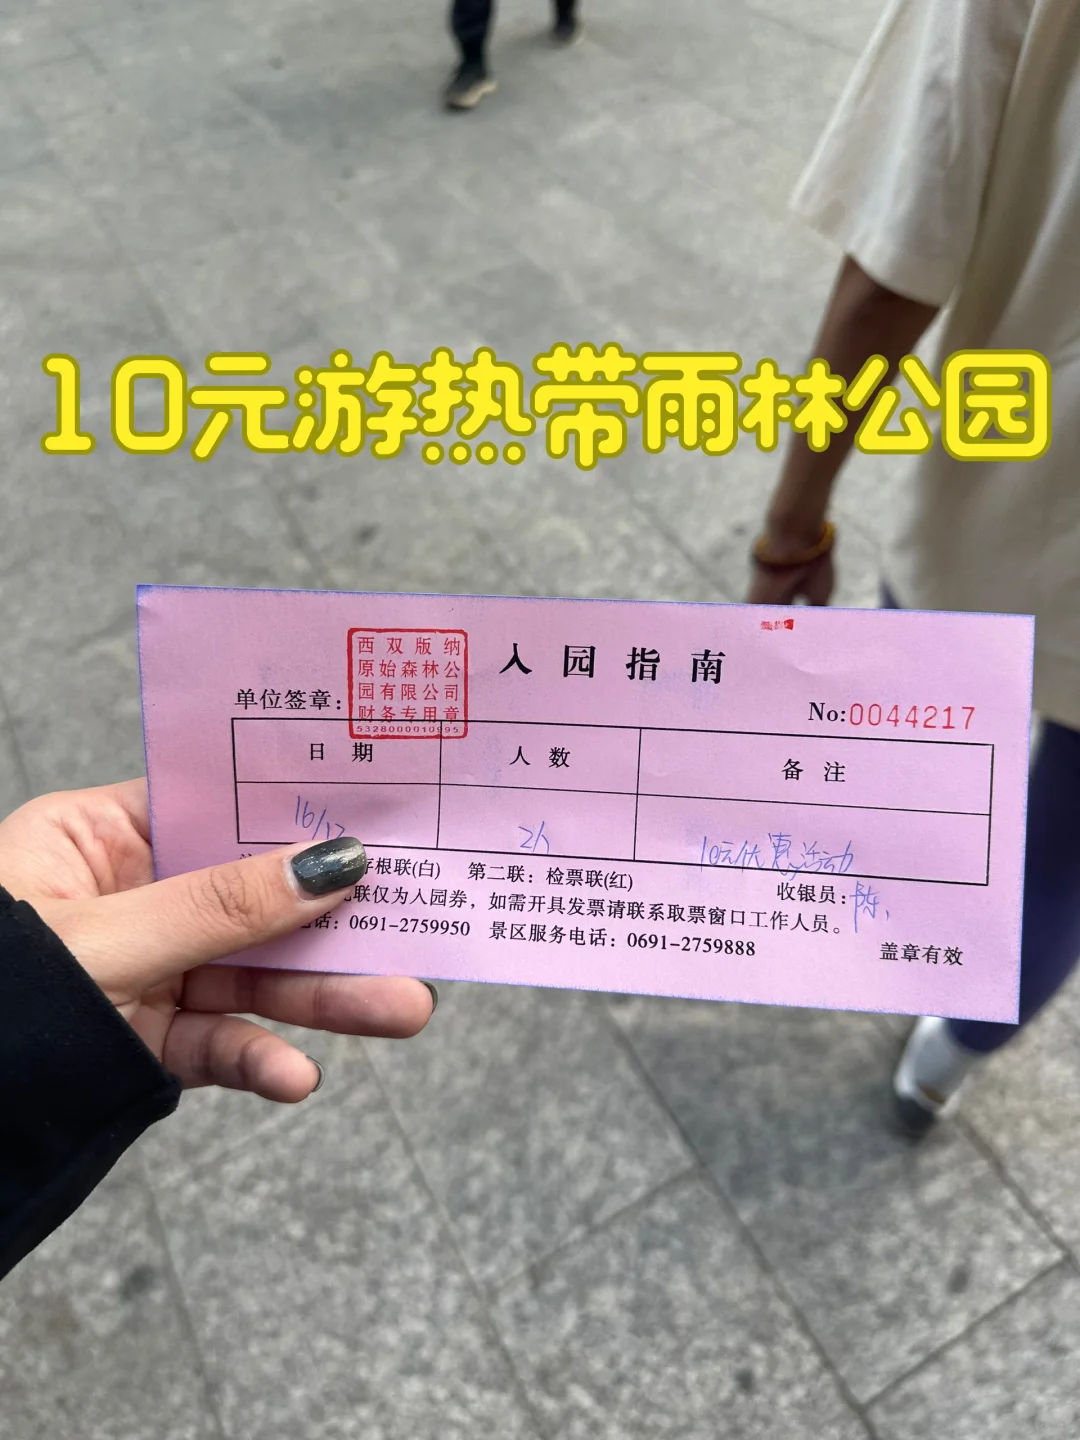 10元游热带雨林公园
西双版纳
原始森林公
园有限公司
财务专用章
5328000010995
入园指南
单位签章：
No:0044217
日期 人数 备注
16/12 2人 10元优惠活动
存根联(白) 第二联：检票联(红)
收银员：陈
联仅为入园券，如需开具发票请联系取票窗口工作人员。
电话：0691-2759950 景区服务电话：0691-2759888
盖章有效